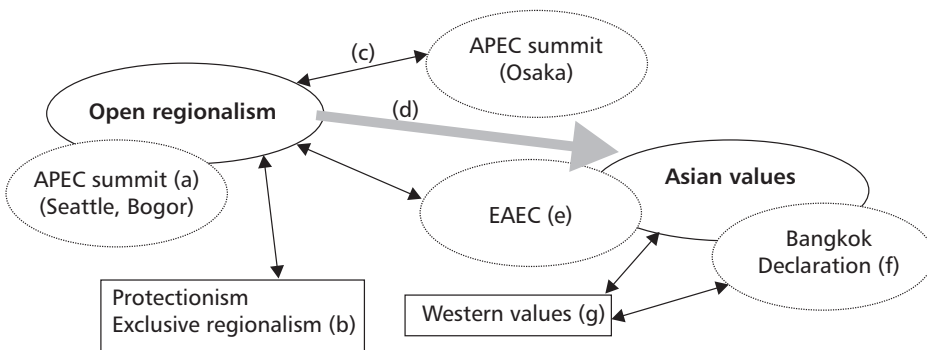 (c)
APEC summit
(Osaka)
Open regionalism
(d)
APEC summit (a)
(Seattle, Bogor)
Asian values
EAEC (e)
Bangkok
Declaration (f)
Protectionism
Exclusive regionalism (b)
Western values (g)